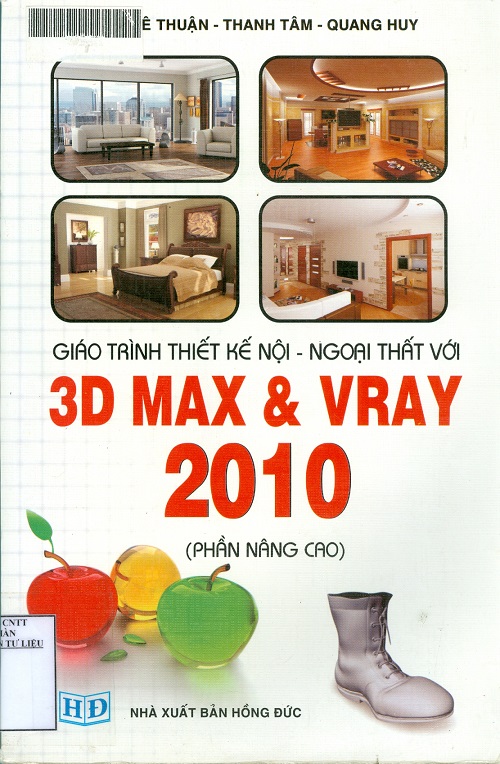 THUẬN - THANH TÂM - QUANG HUY
GIÁO TRÌNH THIẾT KẾ NỘI - NGOẠI THẤT VỚI
3D MAX & VRAY
2010
(PHẦN NÂNG CAO)
CNTT
TƯ LIỆU
HĐ
NHÀ XUẤT BẢN HỒNG ĐỨC